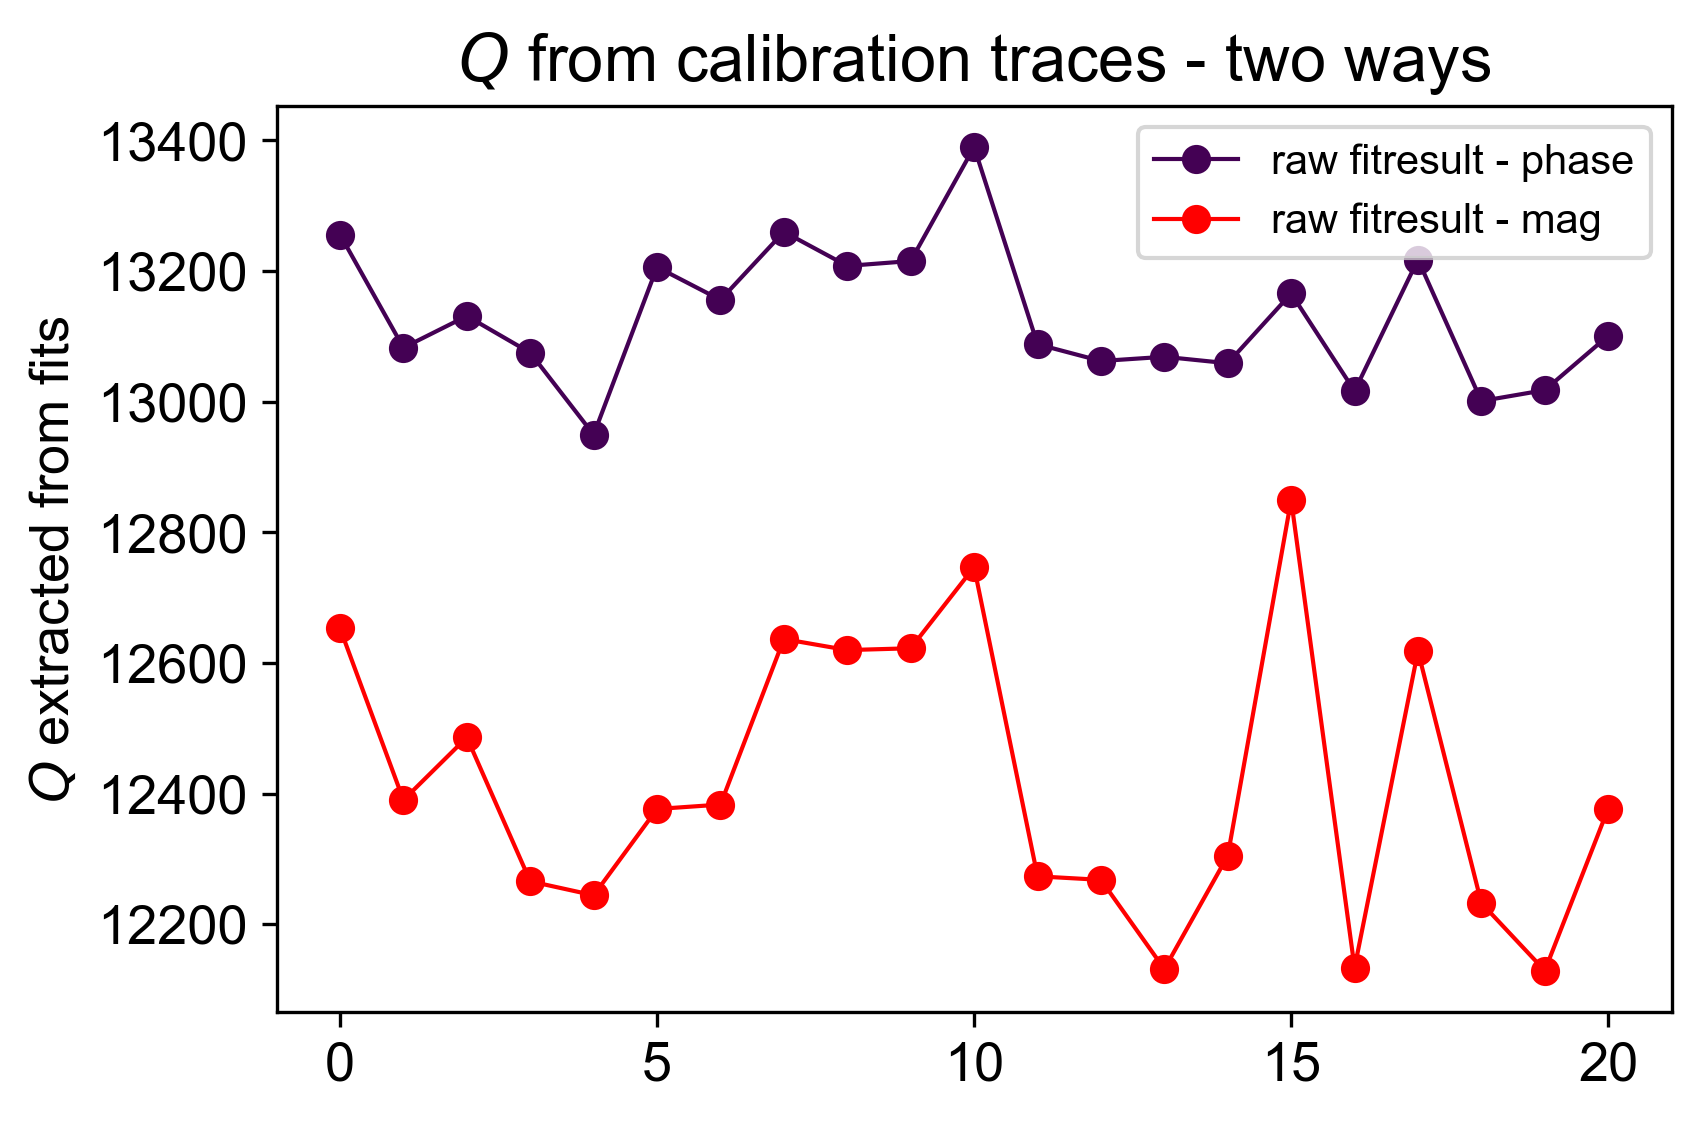 Q from calibration traces - two ways
raw fitresult - phase
raw fitresult - mag
Q extracted from fits
13400
13200
13000
12800
12600
12400
12200
0 5 10 15 20